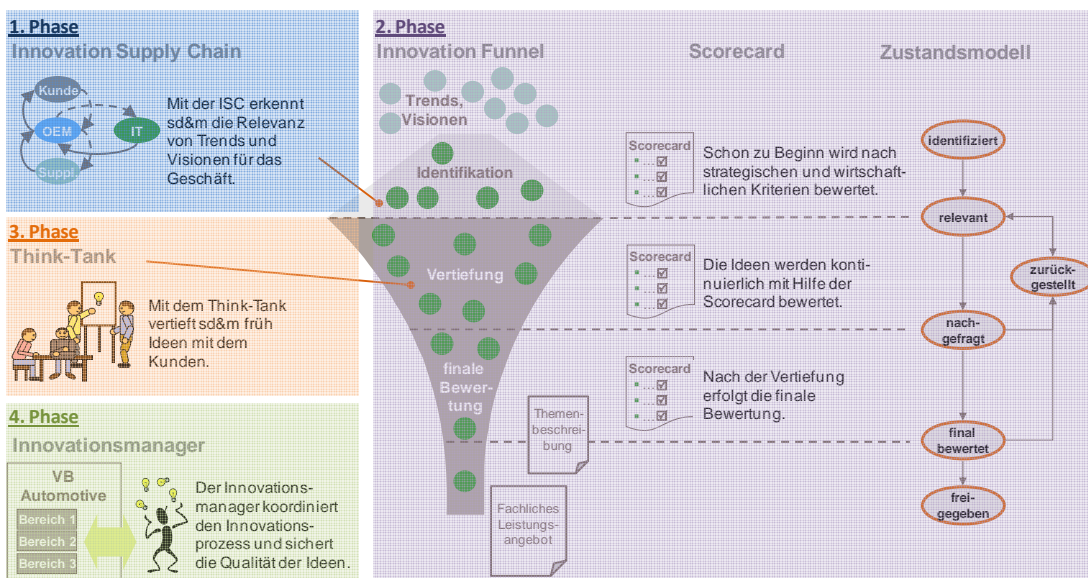 1. Phase
Innovation Supply Chain
Kunde
OEM
IT
Suppl.
Mit der ISC erkennt
sd&m die Relevanz
von Trends und
Visionen für das
Geschäft.
2. Phase
Innovation Funnel
Scorecard
Zustandsmodell
Trends,
Visionen
Identifikation
Vertiefung
finale
Bewer-
tung
Scorecard
...
...
...
Schon zu Beginn wird nach
strategischen und wirtschaft-
lichen Kriterien bewertet.
Scorecard
...
...
...
Die Ideen werden konti-
nuierlich mit Hilfe der
Scorecard bewertet.
Scorecard
...
...
...
Nach der Vertiefung
erfolgt die finale
Bewertung.
Themen-
beschrei-
bung
Fachliches
Leistungs-
angebot
identifiziert
relevant
zurück-
gestellt
nach-
gefragt
final
bewertet
frei-
gegeben
3. Phase
Think-Tank
Mit dem Think-Tank
vertieft sd&m früh
Ideen mit dem
Kunden.
4. Phase
Innovationsmanager
VB
Automotive
Bereich 1
Bereich 2
Bereich 3
Der Innovations-
manager koordiniert
den Innovations-
prozess und sichert
die Qualität der Ideen.